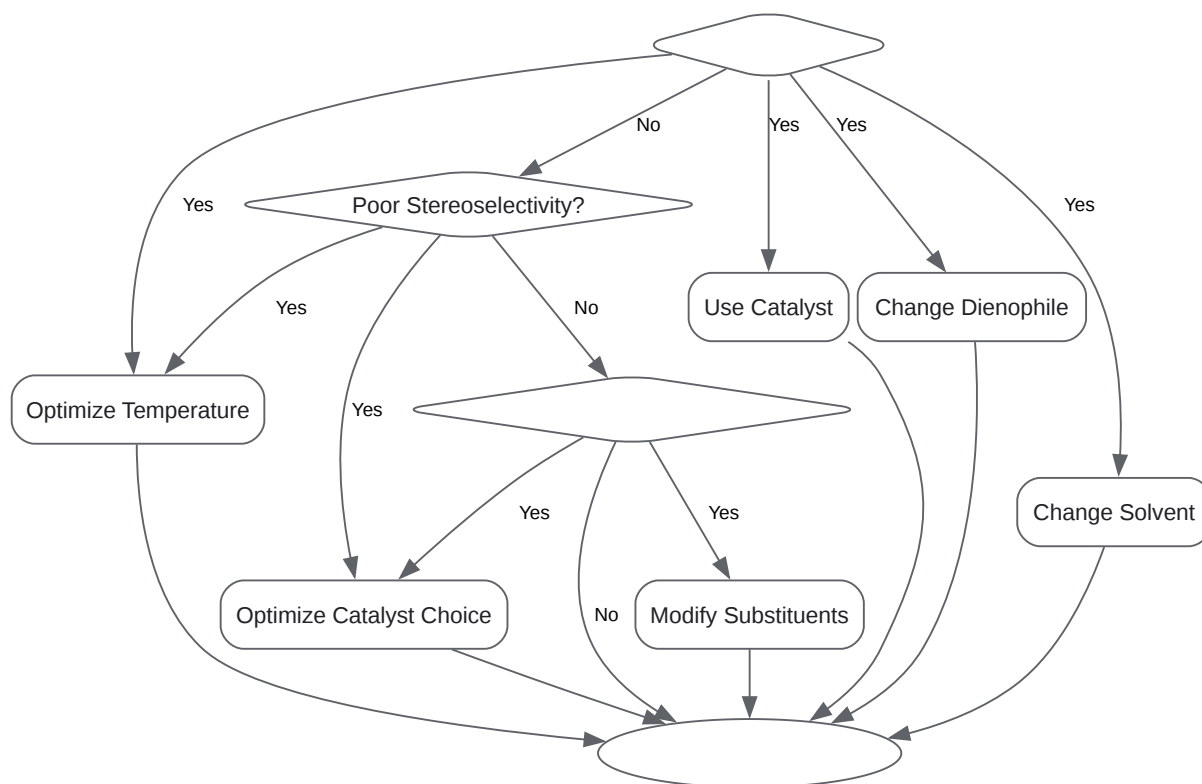 No
Yes
Yes
Yes
Poor Stereoselectivity?
Yes
Yes
No
Use Catalyst
Change Dienophile
Optimize Temperature
Yes
Yes
Yes
Change Solvent
Optimize Catalyst Choice
No
Modify Substituents